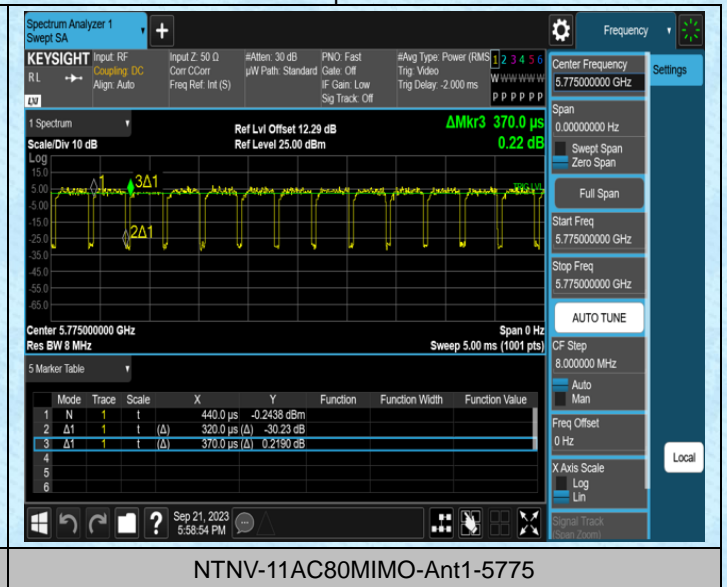 Spectrum Analyzer 1
Swept SA
+
Frequency
KEYSIGHT
Input: RF
Input Z: 50 Ω
#Atten: 30 dB
PNO: Fast
#Avg Type: Power (RMS
1 2 3 4 5 6
RL
Coupling: DC
Corr CCorr
µW Path: Standard
Gate: Off
Trig: Video
W W W W W W
Align: Auto
Freq Ref: Int (S)
IF Gain: Low
Trig Delay: -2.000 ms
P P P P P P
Sig Track: Off
LXI
Center Frequency
5.775000000 GHz
Settings
Span
0.00000000 Hz
Swept Span
Zero Span
Full Span
Start Freq
5.775000000 GHz
Stop Freq
5.775000000 GHz
AUTO TUNE
CF Step
8.000000 MHz
Auto
Man
Freq Offset
0 Hz
X Axis Scale
Log
Lin
Signal Track
(Span Zoom)
Local
1 Spectrum
Ref Lvl Offset 12.29 dB
ΔMkr3 370.0 µs
Scale/Div 10 dB
Ref Level 25.00 dBm
0.22 dB
Log
15.0
5.00
-5.00
-15.0
-25.0
-35.0
-45.0
-55.0
-65.0
1
3Δ1
2Δ1
TRIG LVL
Center 5.775000000 GHz
Span 0 Hz
Res BW 8 MHz
Sweep 5.00 ms (1001 pts)
5 Marker Table
Mode Trace Scale X Y Function Function Width Function Value
1 N 1 t 440.0 µs -0.2438 dBm
2 Δ1 1 t (Δ) 320.0 µs (Δ) -30.23 dB
3 Δ1 1 t (Δ) 370.0 µs (Δ) 0.2190 dB
4
5
6
?
Sep 21, 2023
5:58:54 PM
NTNV-11AC80MIMO-Ant1-5775